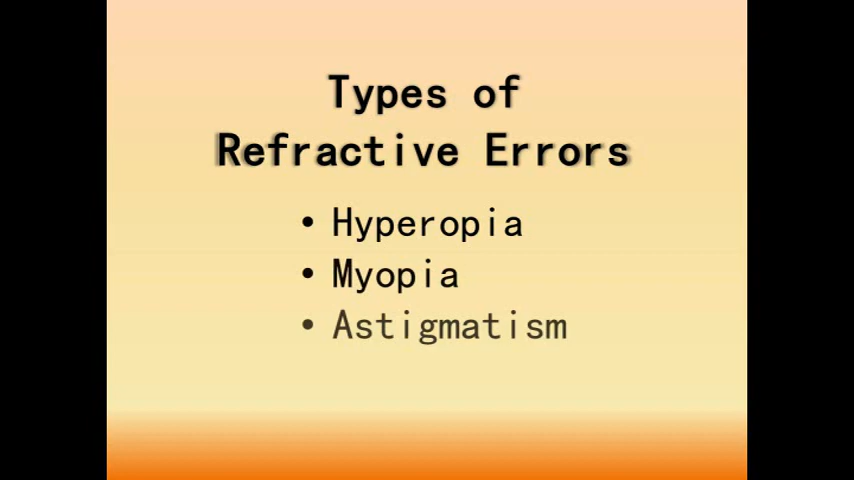 Types of
Refractive Errors
• Hyperopia
• Myopia
• Astigmatism